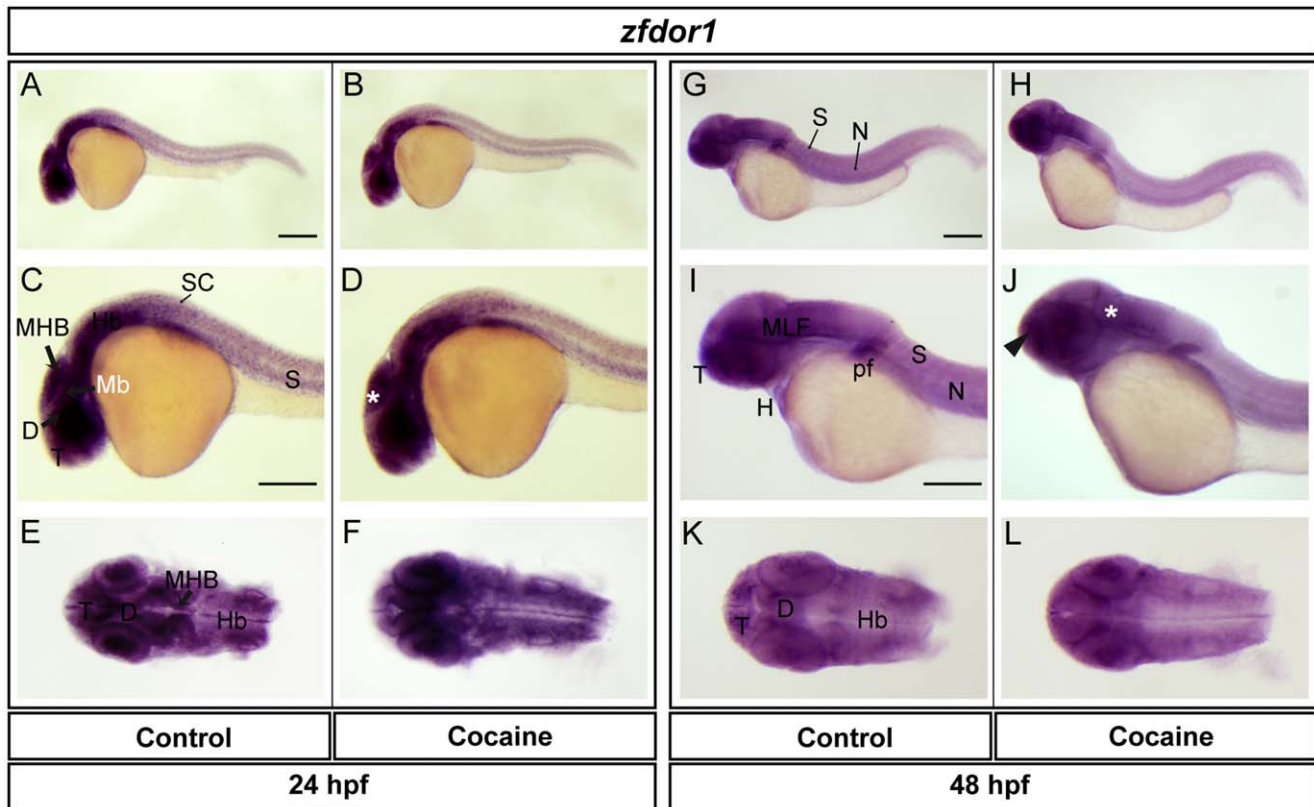 zfdor1
A
B
G
S
N
H
C
SC
MHB
Hb
Mb
D
T
S
D
*
I
MLF
T
pf
S
H
N
J
*
E
MHB
T
D
Hb
F
K
D
T
Hb
L
Control
Cocaine
Control
Cocaine
24 hpf
48 hpf